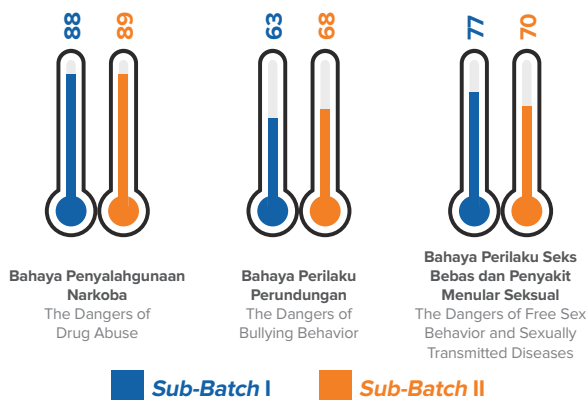 88
89
63
68
77
70
Bahaya Penyalahgunaan
Narkoba
The Dangers of
Drug Abuse
Bahaya Perilaku
Perundungan
The Dangers of
Bullying Behavior
Bahaya Perilaku Seks
Bebas dan Penyakit
Menular Seksual
The Dangers of Free Sex
Behavior and Sexually
Transmitted Diseases
Sub-Batch I
Sub-Batch II